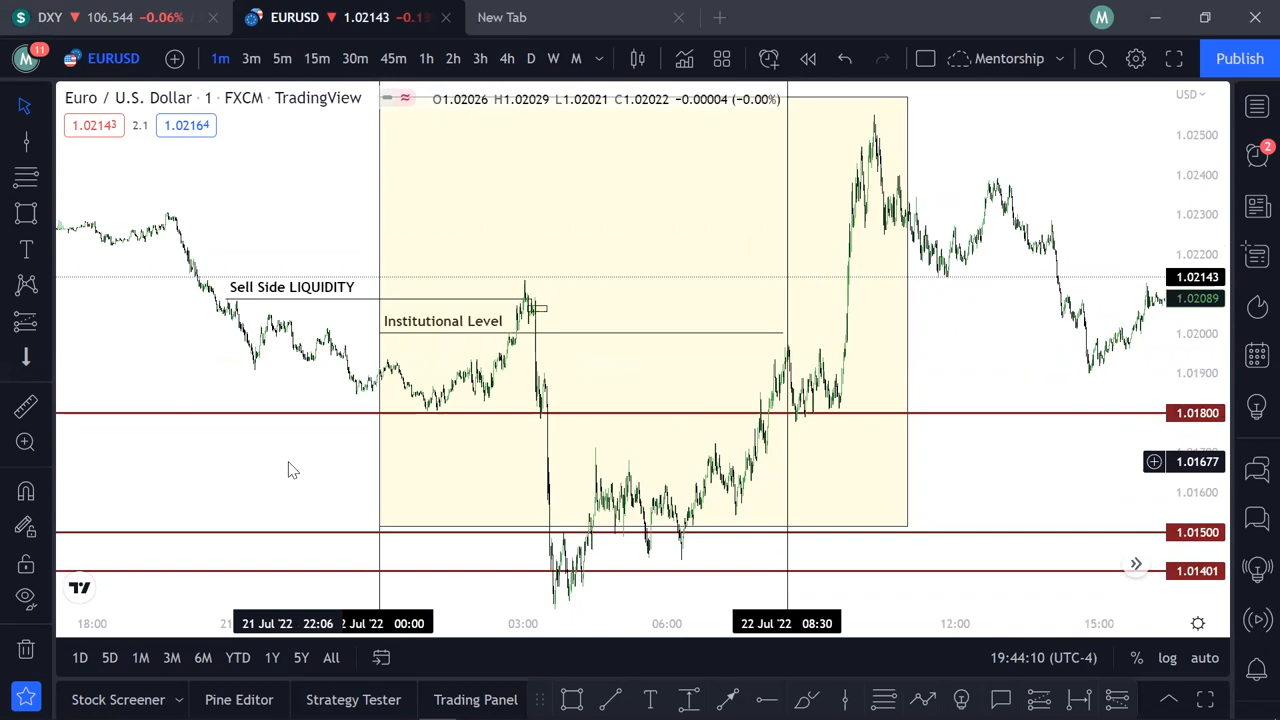 DXY 106.544 −0.06%
EURUSD 1.02143 −0.1
New Tab
M
M 11 EURUSD 1m 3m 5m 15m 30m 45m 1h 2h 3h 4h D W M Mentorship Publish
Euro / U.S. Dollar · 1 · FXCM · TradingView O1.02026 H1.02029 L1.02021 C1.02022 −0.00004 (−0.00%) USD
1.02143 2.1 1.02164
1.02500
2
1.02400
1.02300
1.02200
1.02143
Sell Side LIQUIDITY
1.02089
Institutional Level
1.02000
1.01900
1.01800
1.01677
1.01600
1.01500
1.01401
18:00 21 21 Jul '22 22:06 2 Jul '22 00:00 03:00 06:00 22 Jul '22 08:30 12:00 15:00
1D 5D 1M 3M 6M YTD 1Y 5Y All 19:44:10 (UTC-4) % log auto
Stock Screener Pine Editor Strategy Tester Trading Panel